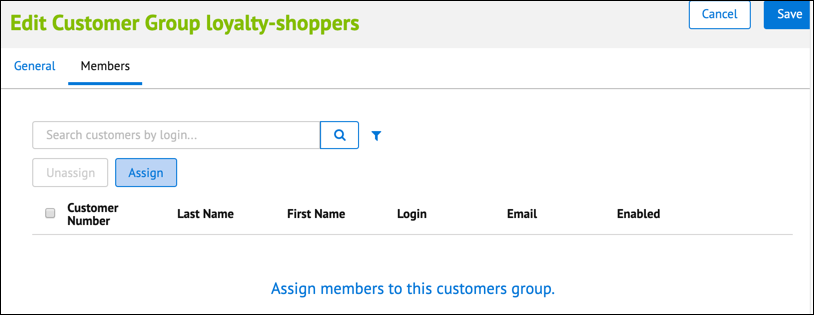 Edit Customer Group loyalty-shoppers
Cancel
Save
General
Members
Search customers by login...
Unassign
Assign
Customer
Number
Last Name
First Name
Login
Email
Enabled
Assign members to this customers group.